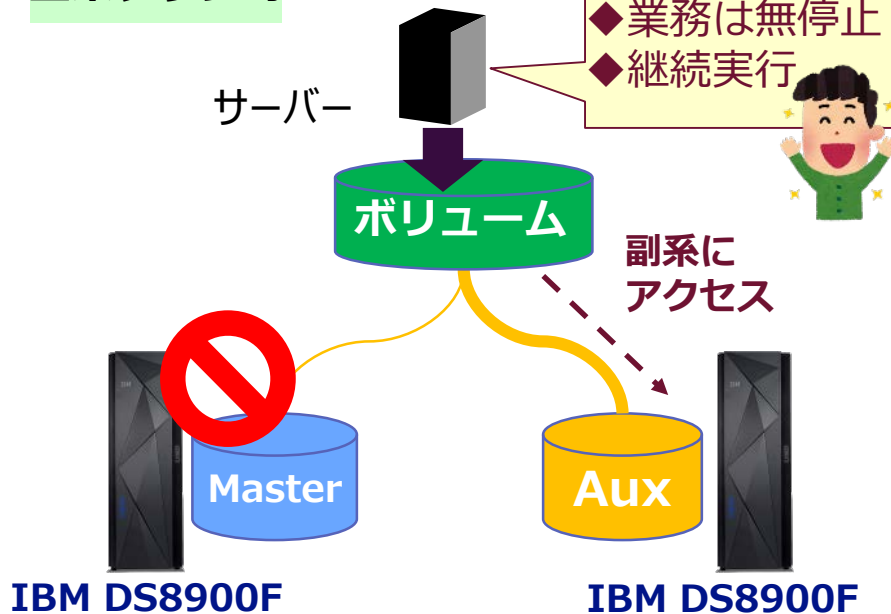 ◆業務は無停止
◆継続実行
サーバー
ボリューム
副系に
アクセス
Master
Aux
IBM DS8900F
IBM DS8900F